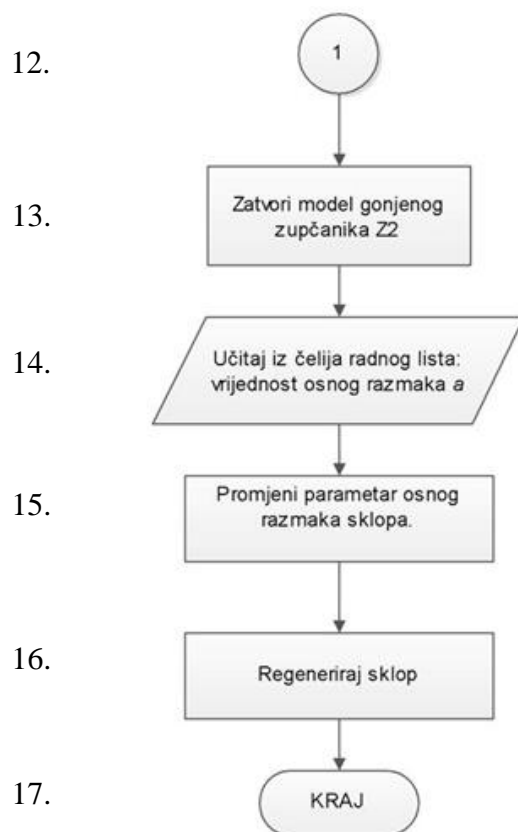 12.
1
13.
Zatvori model gonjenog
zupčanika Z2
14.
Učitaj iz čelija radnog lista:
vrijednost osnog razmaka a
15.
Promjeni parametar osnog
razmaka sklopa.
16.
Regeneriraj sklop
17.
KRAJ